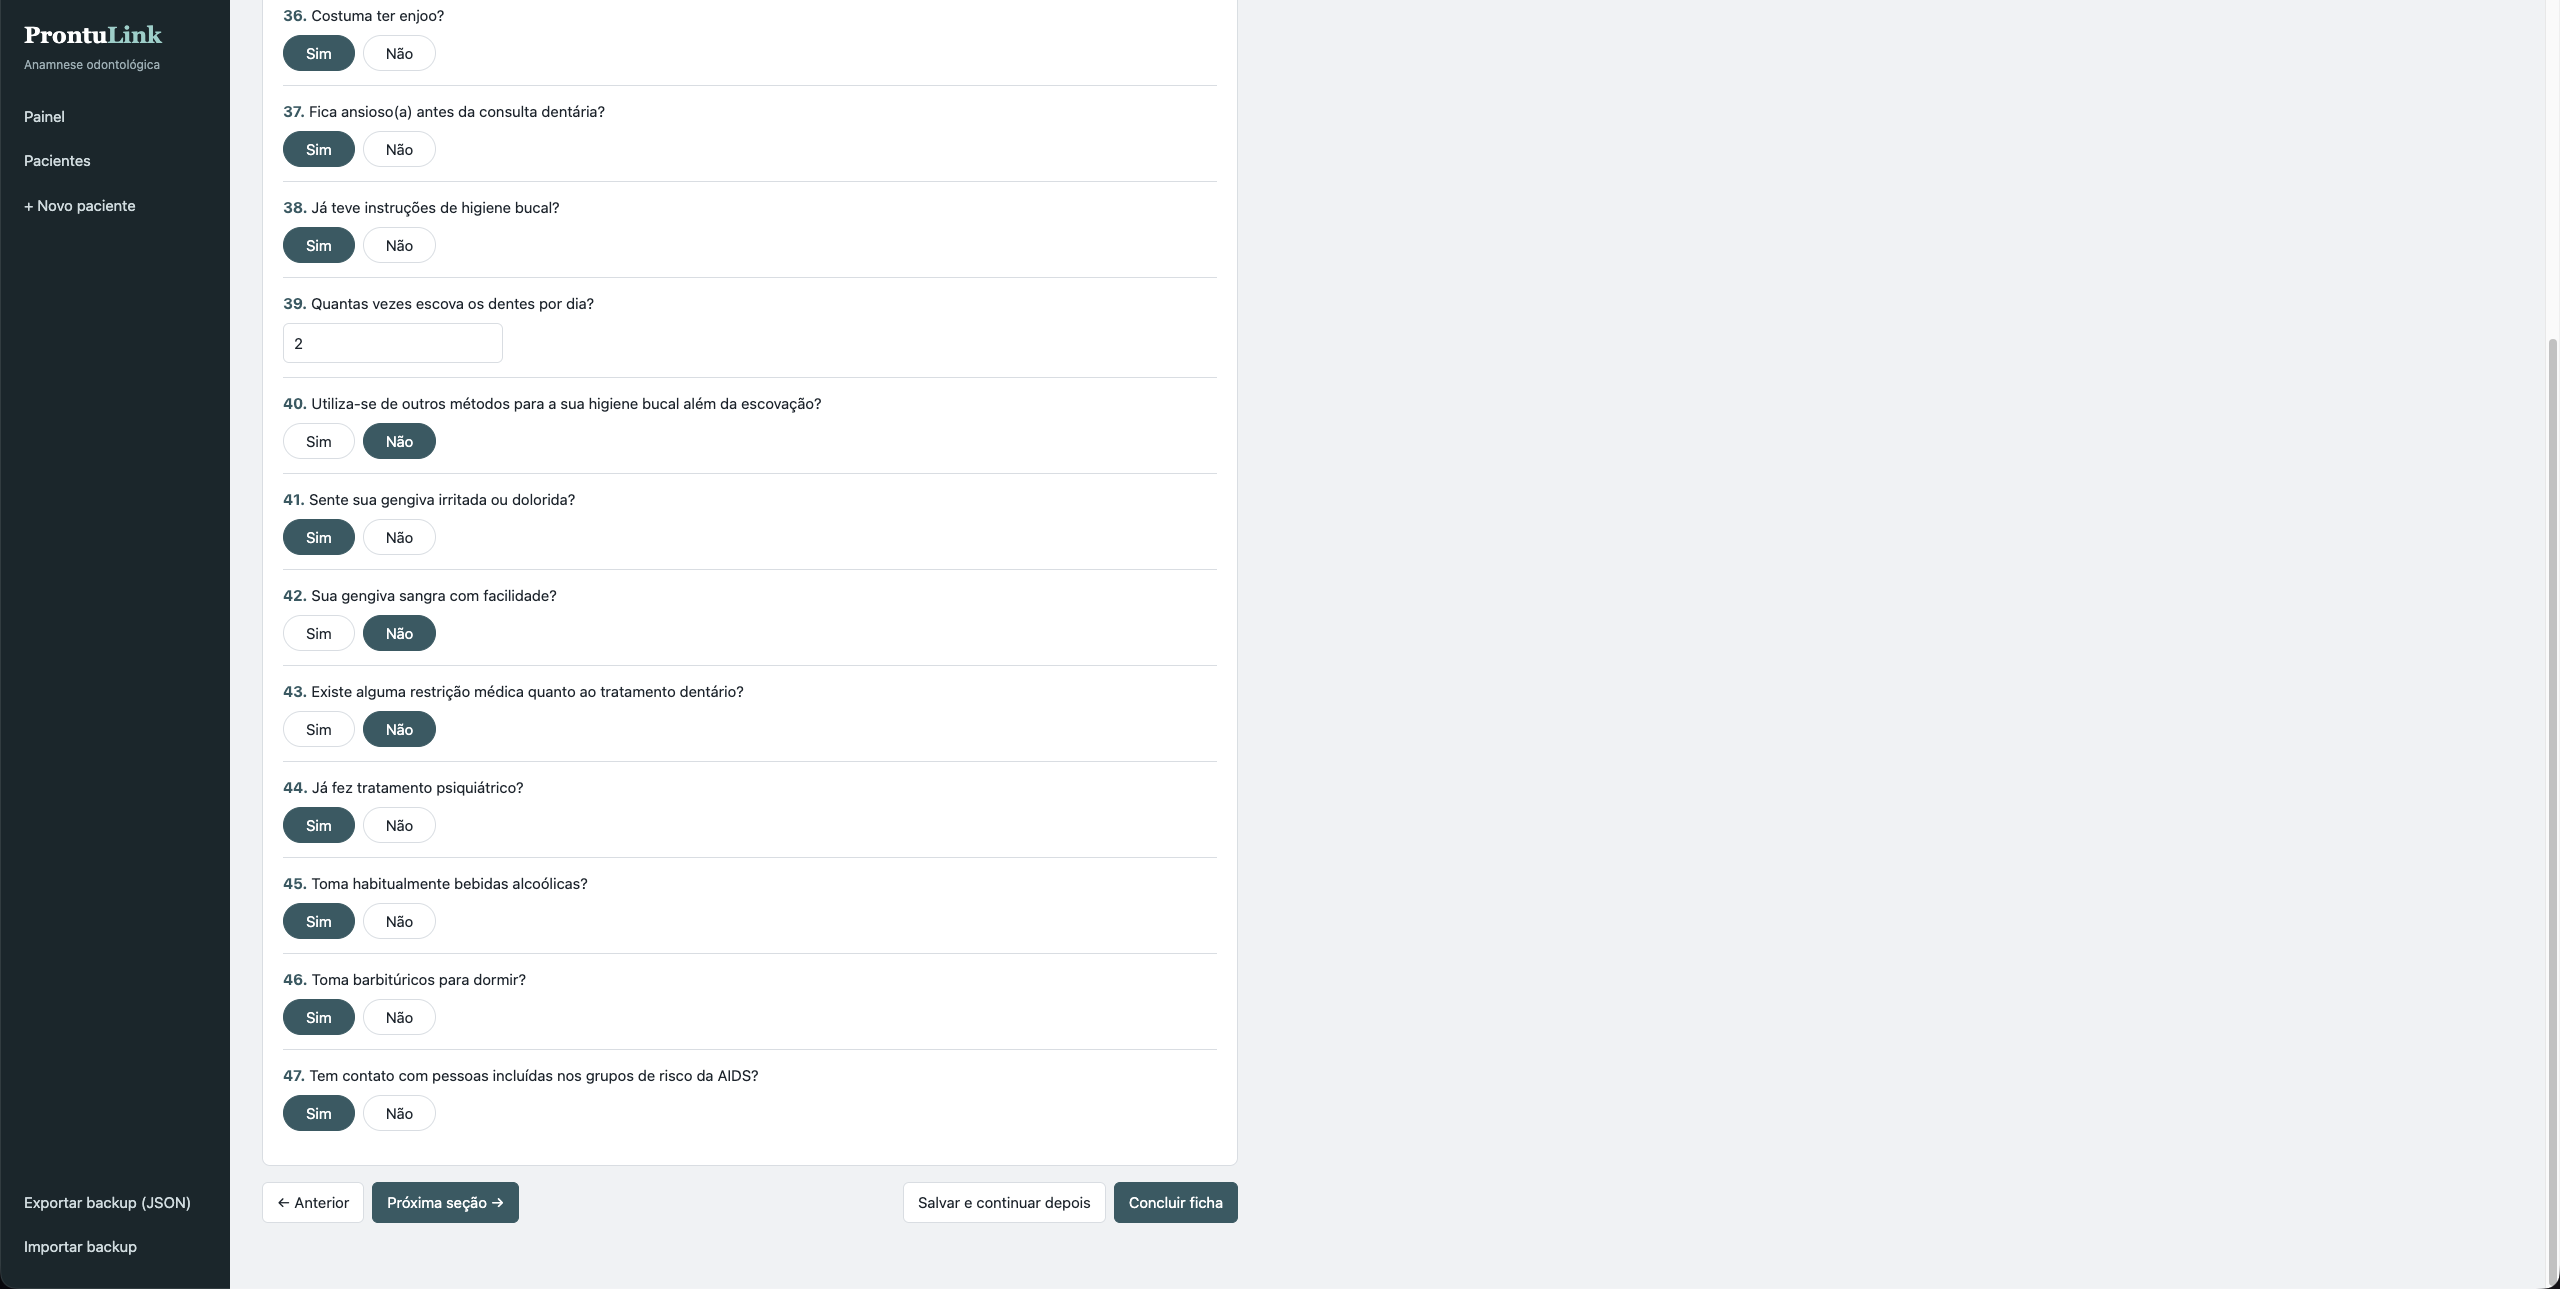 ProntuLink
Anamnese odontológica
Painel
Pacientes
+ Novo paciente
Exportar backup (JSON)
Importar backup
36. Costuma ter enjoo?
Sim Não
37. Fica ansioso(a) antes da consulta dentária?
Sim Não
38. Já teve instruções de higiene bucal?
Sim Não
39. Quantas vezes escova os dentes por dia?
2
40. Utiliza-se de outros métodos para a sua higiene bucal além da escovação?
Sim Não
41. Sente sua gengiva irritada ou dolorida?
Sim Não
42. Sua gengiva sangra com facilidade?
Sim Não
43. Existe alguma restrição médica quanto ao tratamento dentário?
Sim Não
44. Já fez tratamento psiquiátrico?
Sim Não
45. Toma habitualmente bebidas alcoólicas?
Sim Não
46. Toma barbitúricos para dormir?
Sim Não
47. Tem contato com pessoas incluídas nos grupos de risco da AIDS?
Sim Não
← Anterior Próxima seção → Salvar e continuar depois Concluir ficha